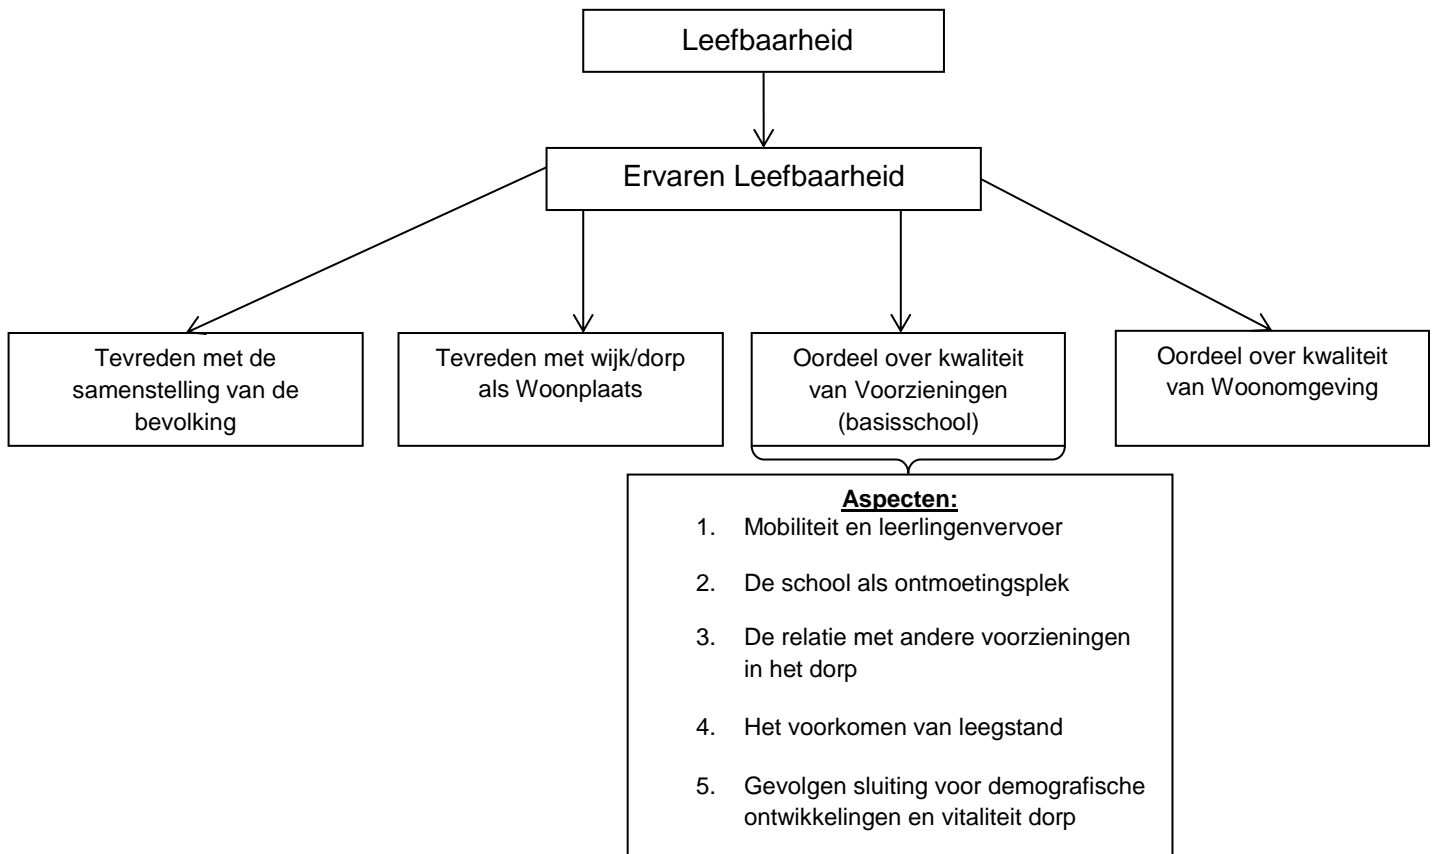 Leefbaarheid
Ervaren Leefbaarheid
Tevreden met de
samenstelling van de
bevolking
Tevreden met wijk/dorp
als Woonplaats
Oordeel over kwaliteit
van Voorzieningen
(basisschool)
Oordeel over kwaliteit
van Woonomgeving
Aspecten:
1. Mobiliteit en leerlingenvervoer
2. De school als ontmoetingsplek
3. De relatie met andere voorzieningen
in het dorp
4. Het voorkomen van leegstand
5. Gevolgen sluiting voor demografische
ontwikkelingen en vitaliteit dorp